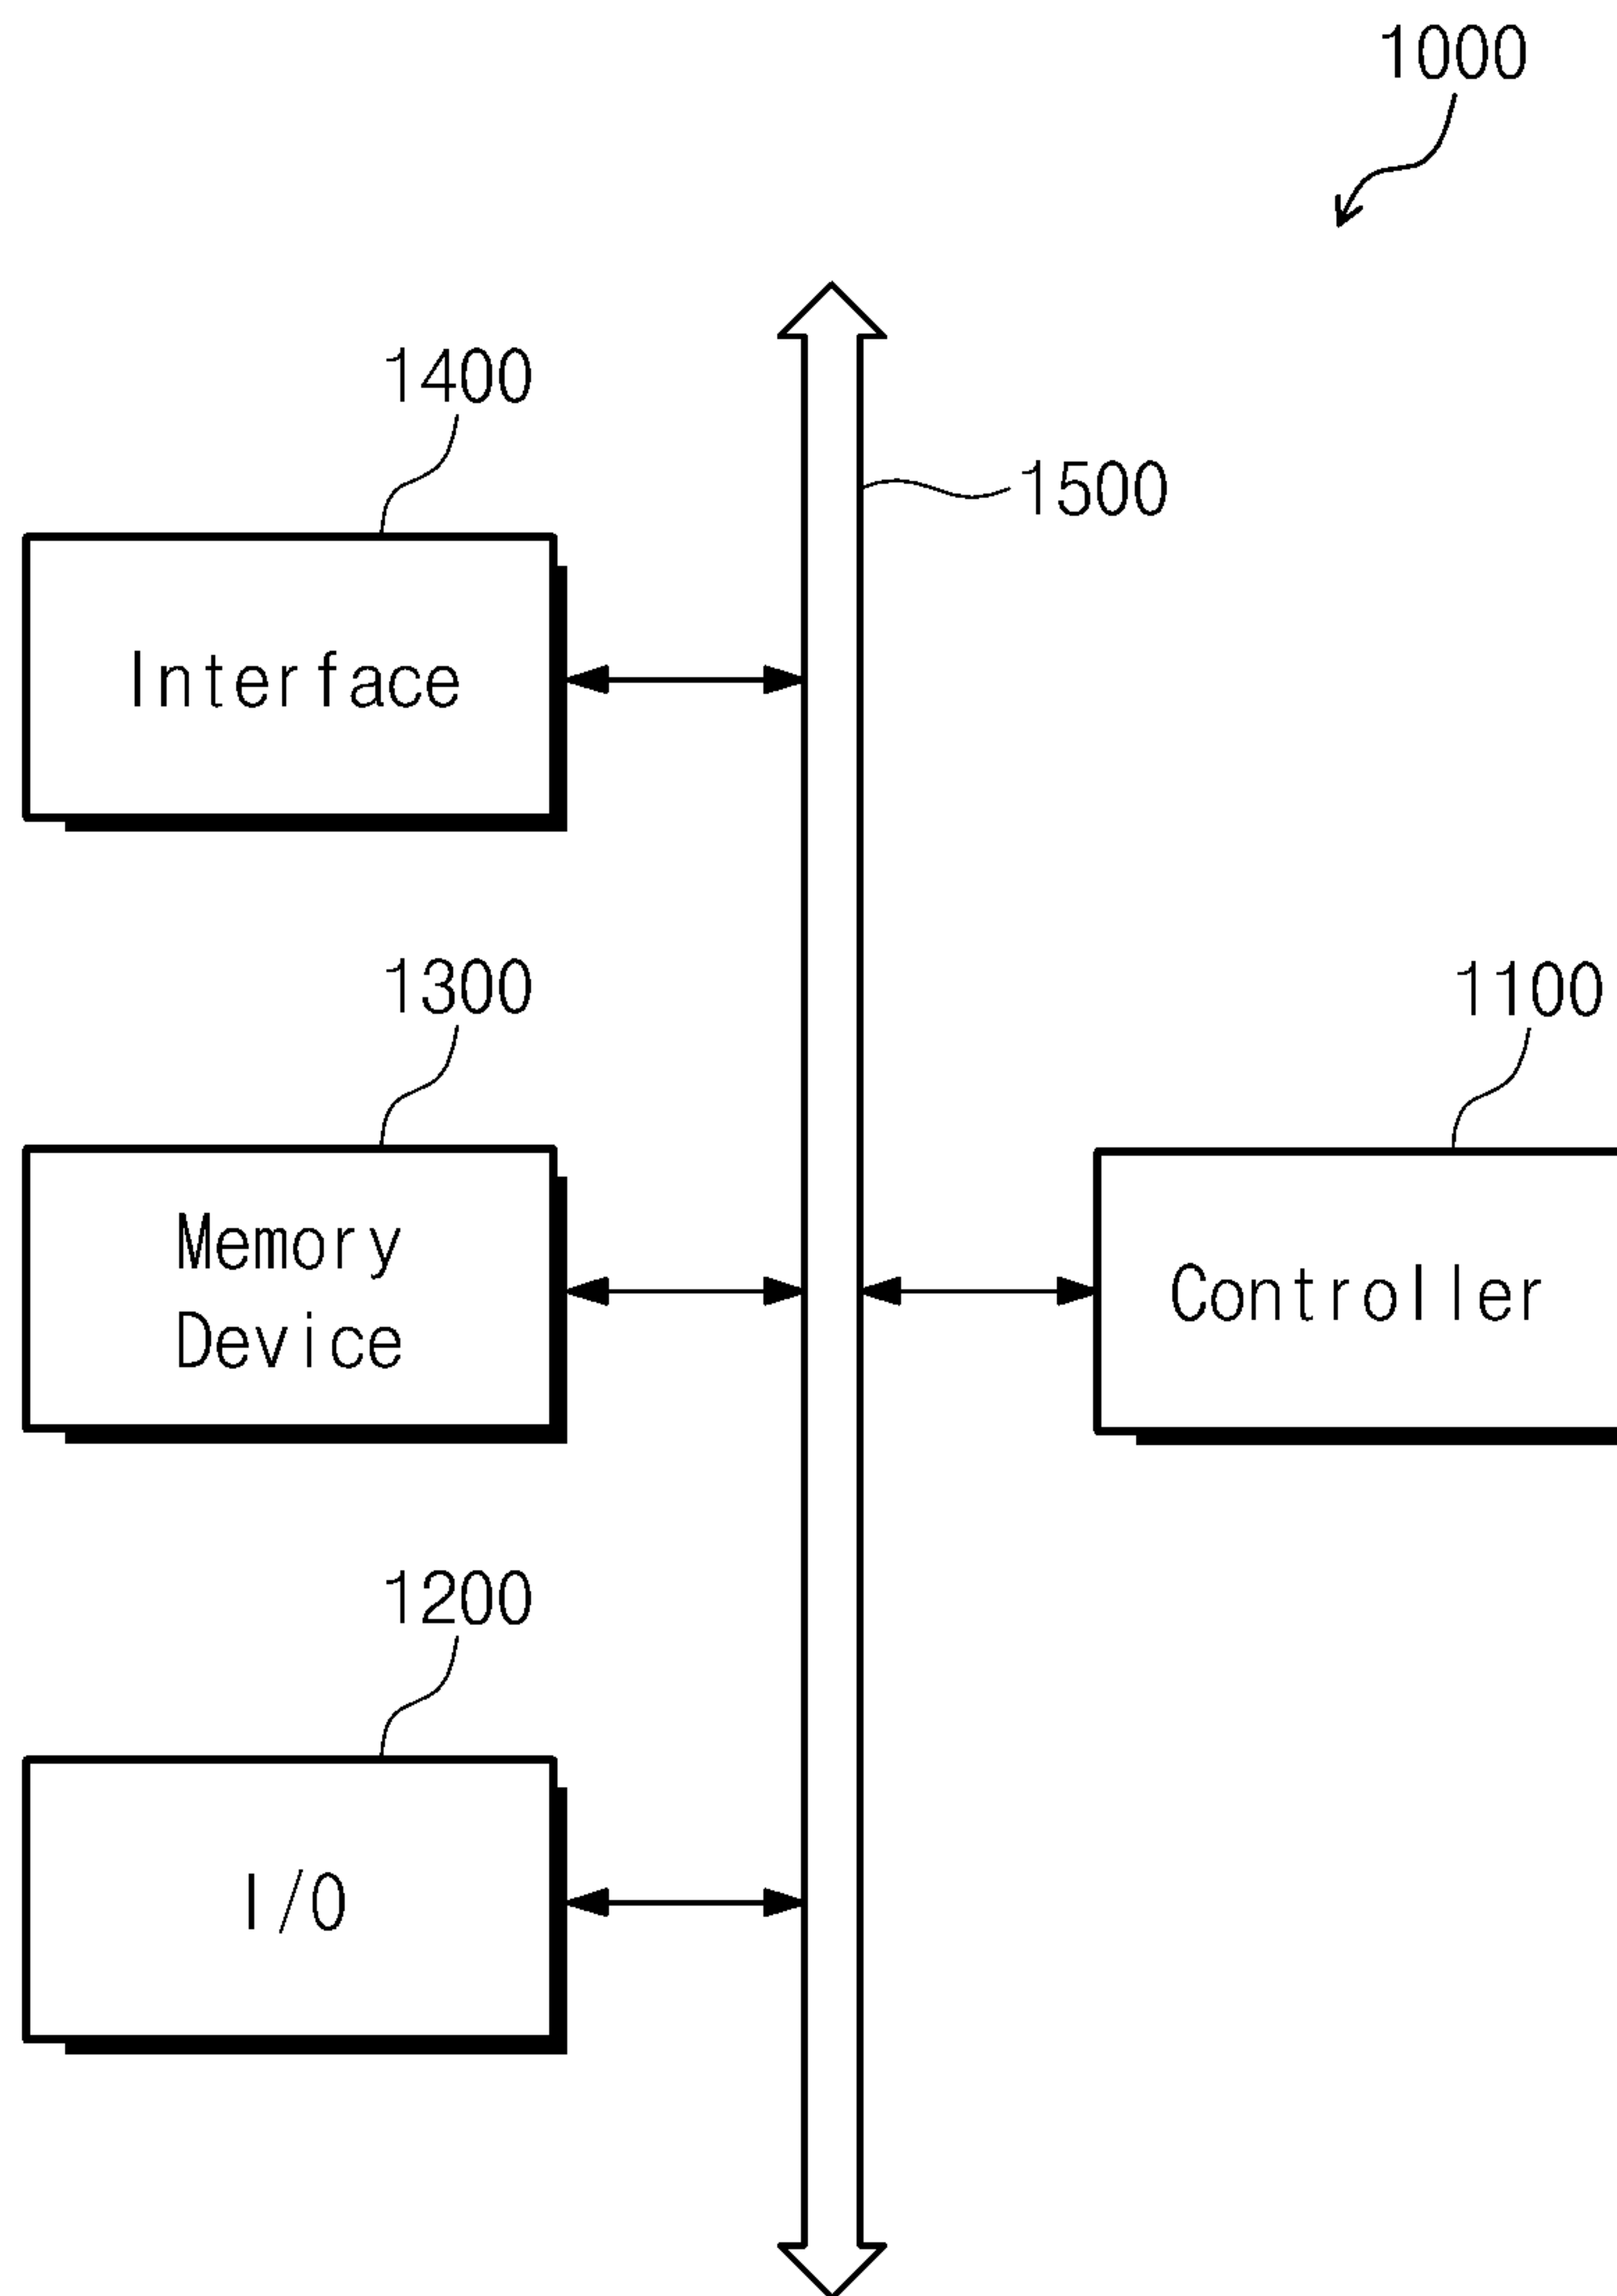 1000
1400
1500
Interface
1300
1100
Memory
Device
Controller
1200
I/O